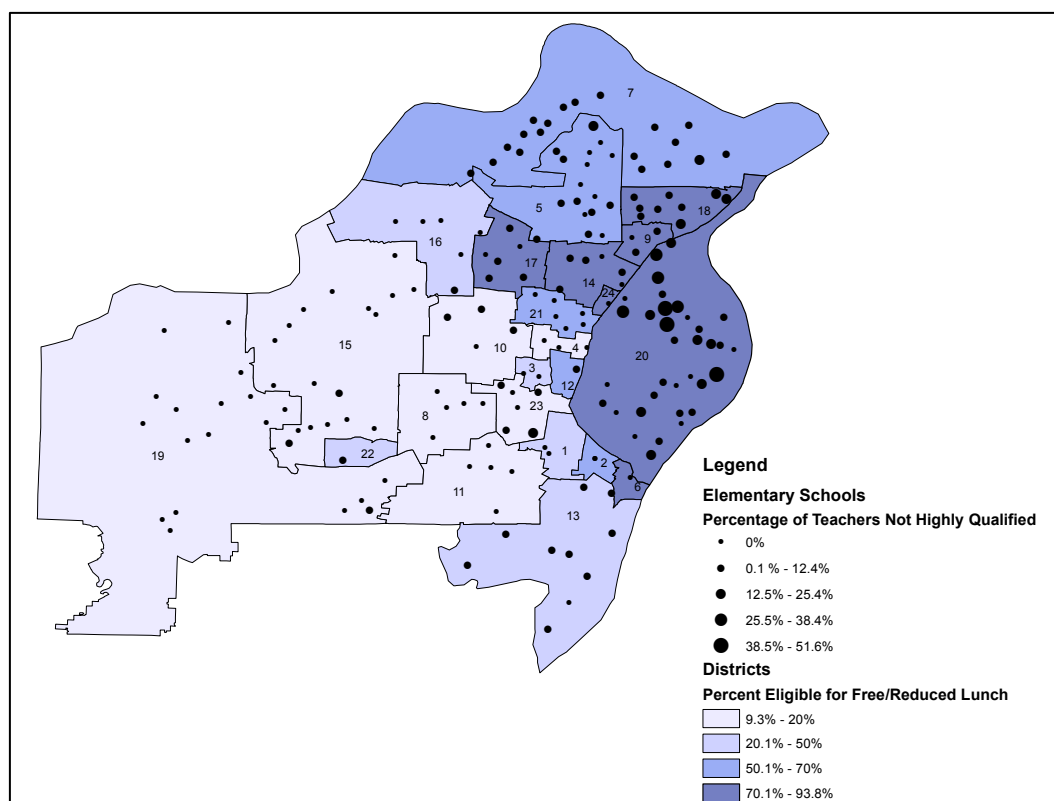 7
5
18
16
9
17
14
24
21
15
10
4
20
3
12
8
23
19
22
1
2
11
6
13
Legend
Elementary Schools
Percentage of Teachers Not Highly Qualified
0%
0.1 % - 12.4%
12.5% - 25.4%
25.5% - 38.4%
38.5% - 51.6%
Districts
Percent Eligible for Free/Reduced Lunch
9.3% - 20%
20.1% - 50%
50.1% - 70%
70.1% - 93.8%